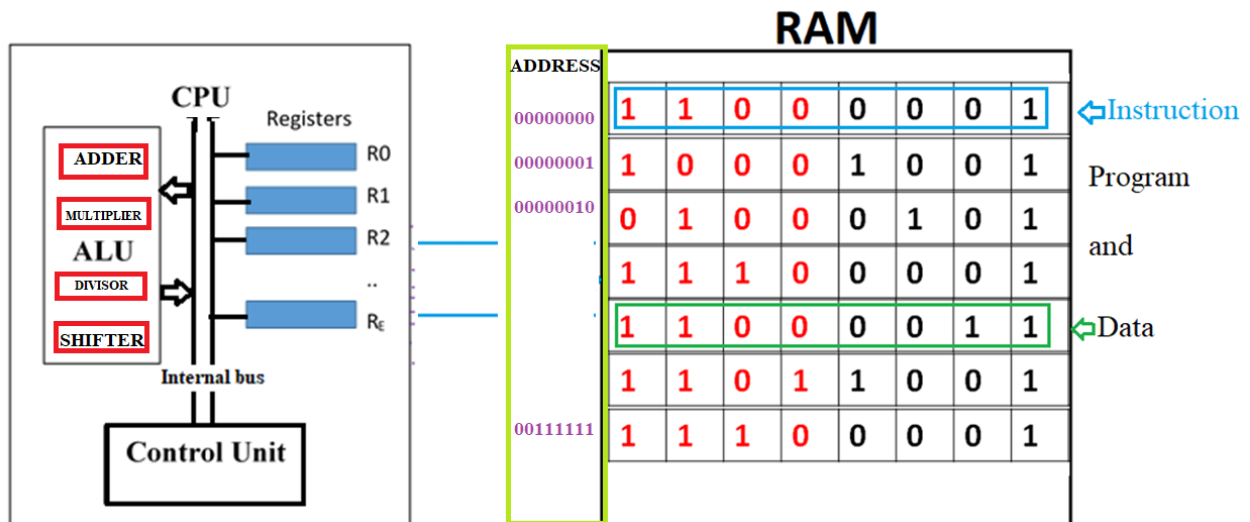 RAM
CPU
Registers
ADDER
MULTIPLIER
ALU
DIVISOR
SHIFTER
R0
R1
R2
..
RE
Internal bus
Control Unit
ADDRESS
00000000 1 1 0 0 0 0 0 1 Instruction
00000001 1 0 0 0 1 0 0 1 Program
00000010 0 1 0 0 0 1 0 1 and
1 1 1 0 0 0 0 1
1 1 0 0 0 0 1 1 Data
1 1 0 1 1 0 0 1
00111111 1 1 1 0 0 0 0 1